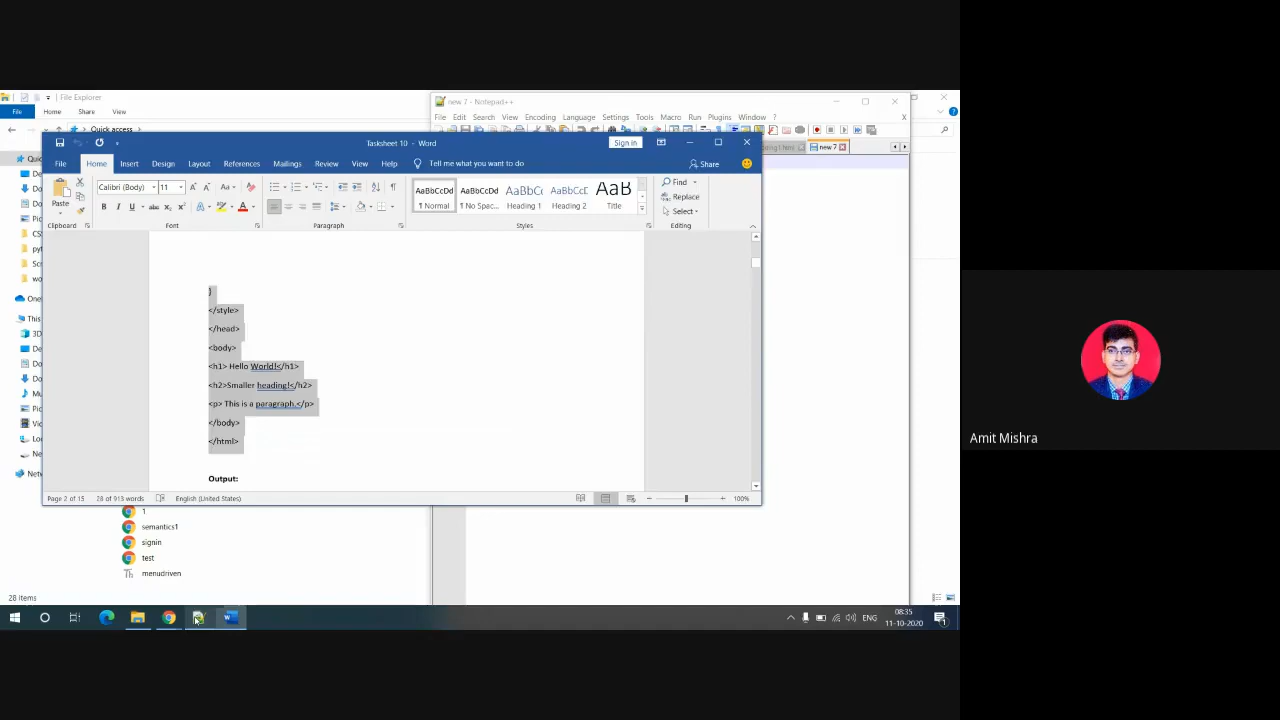 File Explorer
File
Home
Share
View
Quick access
new 7 - Notepad++
File Edit Search View Encoding Language Settings Tools Macro Run Plugins Window ?
new 7
Tasksheet 10 - Word
Sign in
File
Home
Insert
Design
Layout
References
Mailings
Review
View
Help
Tell me what you want to do
Share
Paste
Calibri (Body)
11
AaBbCcDd
¶ Normal
AaBbCcDd
¶ No Spac...
AaBbCc
Heading 1
AaBbCcE
Heading 2
AaB
Title
Find
Replace
Select
Clipboard
Font
Paragraph
Styles
Editing
}
</style>
</head>
<body>
<h1> Hello World!</h1>
<h2>Smaller heading!</h2>
<p> This is a paragraph.</p>
</body>
</html>
Output:
Page 2 of 15
28 of 913 words
English (United States)
100%
1
semantics1
signin
test
menudriven
28 items
ENG
08:35
11-10-2020
Amit Mishra